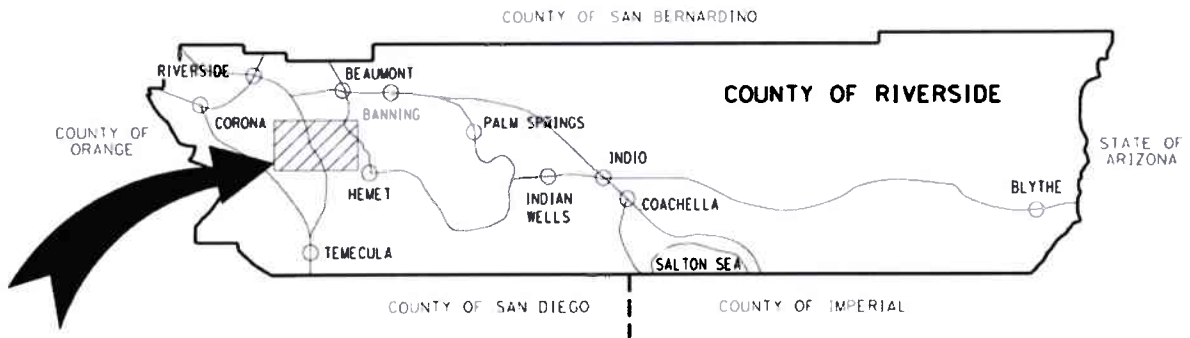 COUNTY OF SAN BERNARDINO
RIVERSIDE
BEAUMONT
COUNTY OF RIVERSIDE
BANNING
CORONA
PALM SPRINGS
COUNTY OF
ORANGE
STATE OF
ARIZONA
INDIO
HEMET
INDIAN
WELLS
COACHELLA
BLYTHE
TEMECULA
SALTON SEA
COUNTY OF SAN DIEGO
COUNTY OF IMPERIAL